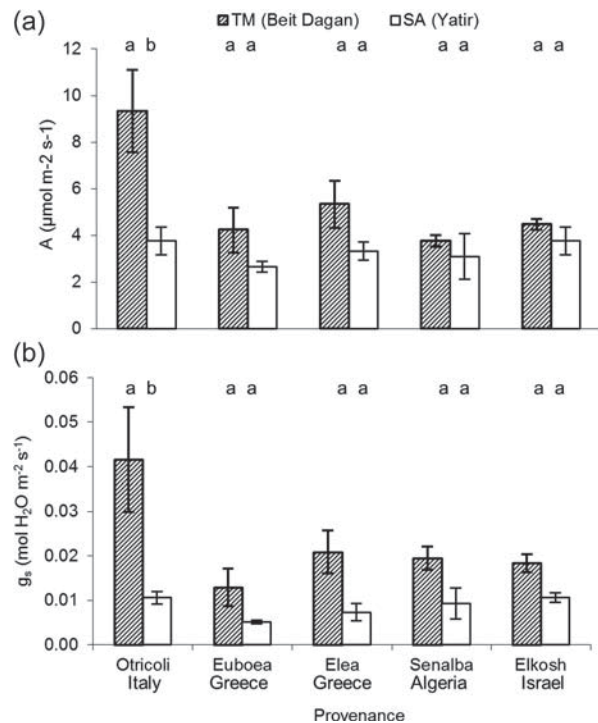 (a)
TM (Beit Dagan) SA (Yatir)
a b a a a a a a a a
12
10
8
6
4
2
0
A (µmol m-2 s-1)
(b)
a b a a a a a a a a
0.06
0.05
0.04
0.03
0.02
0.01
0.00
gs (mol H2O m-2 s-1)
Otricoli Euboea Elea Senalba Elkosh
Italy Greece Greece Algeria Israel
Provenance